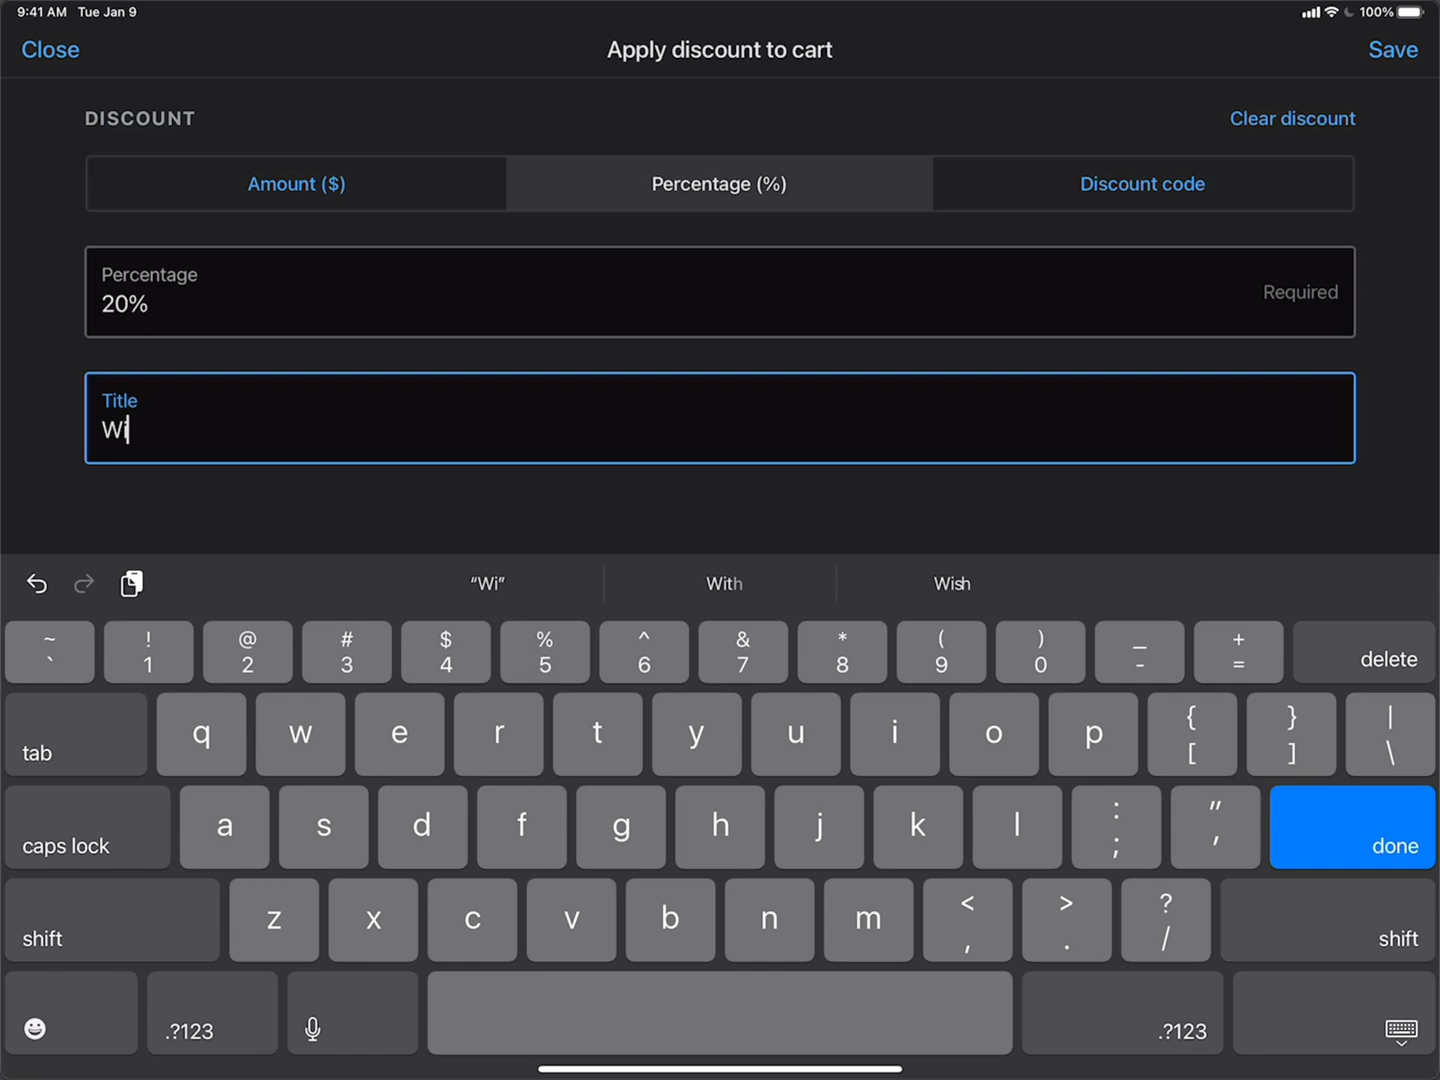 9:41 AM Tue Jan 9 100%
Close Apply discount to cart Save
DISCOUNT Clear discount
Amount ($) Percentage (%) Discount code
Percentage
20% Required
Title
Wi
“Wi” With Wish
~ ! @ # $ % ^ & * ( ) _ +
` 1 2 3 4 5 6 7 8 9 0 - = delete
tab q w e r t y u i o p { [ } ] | \
caps lock a s d f g h j k l : ; " ' done
shift z x c v b n m < , > . ? / shift
.?123 .?123